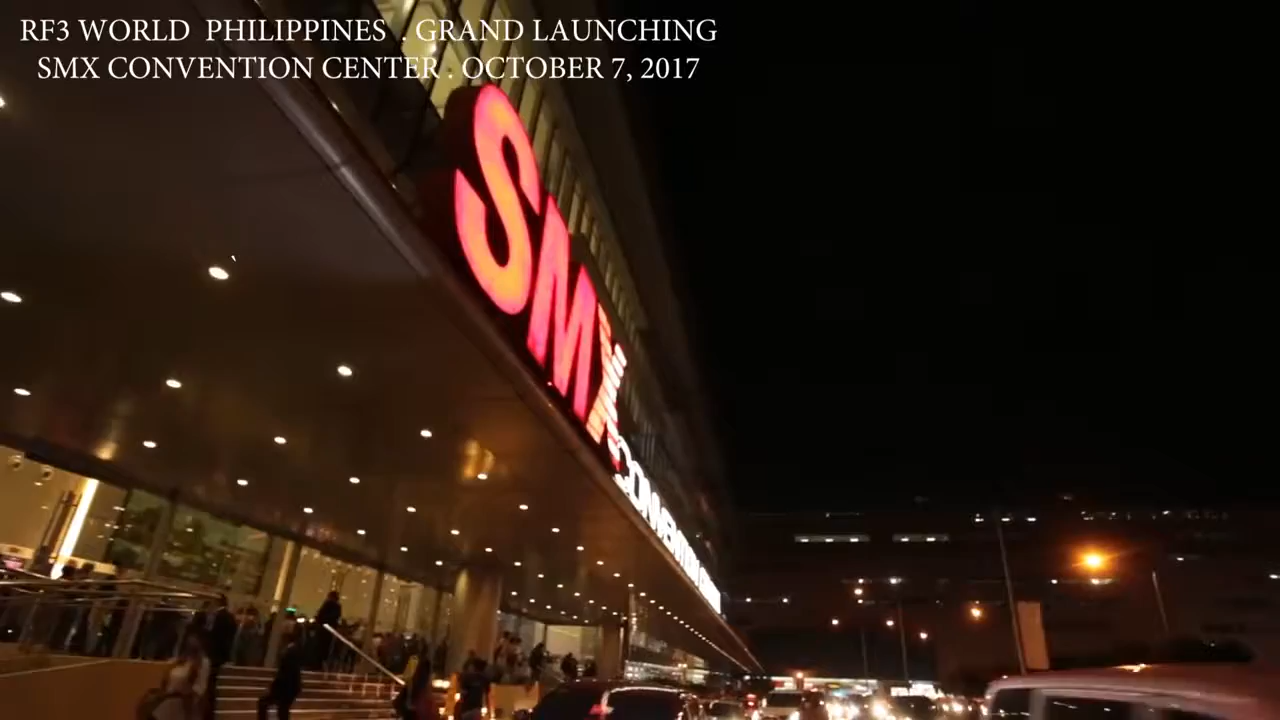 RF3 WORLD PHILIPPINES . GRAND LAUNCHING
SMX CONVENTION CENTER . OCTOBER 7, 2017
SMX
CONVENTION